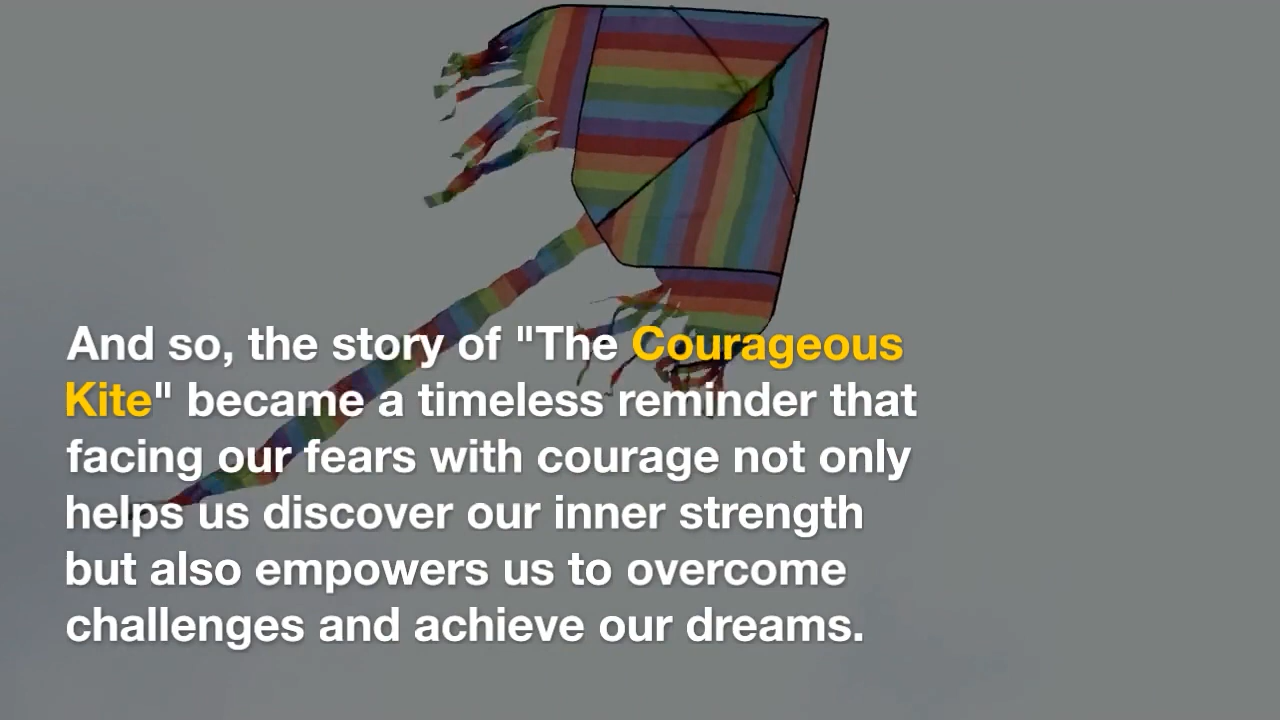 And so, the story of "The Courageous
Kite" became a timeless reminder that
facing our fears with courage not only
helps us discover our inner strength
but also empowers us to overcome
challenges and achieve our dreams.